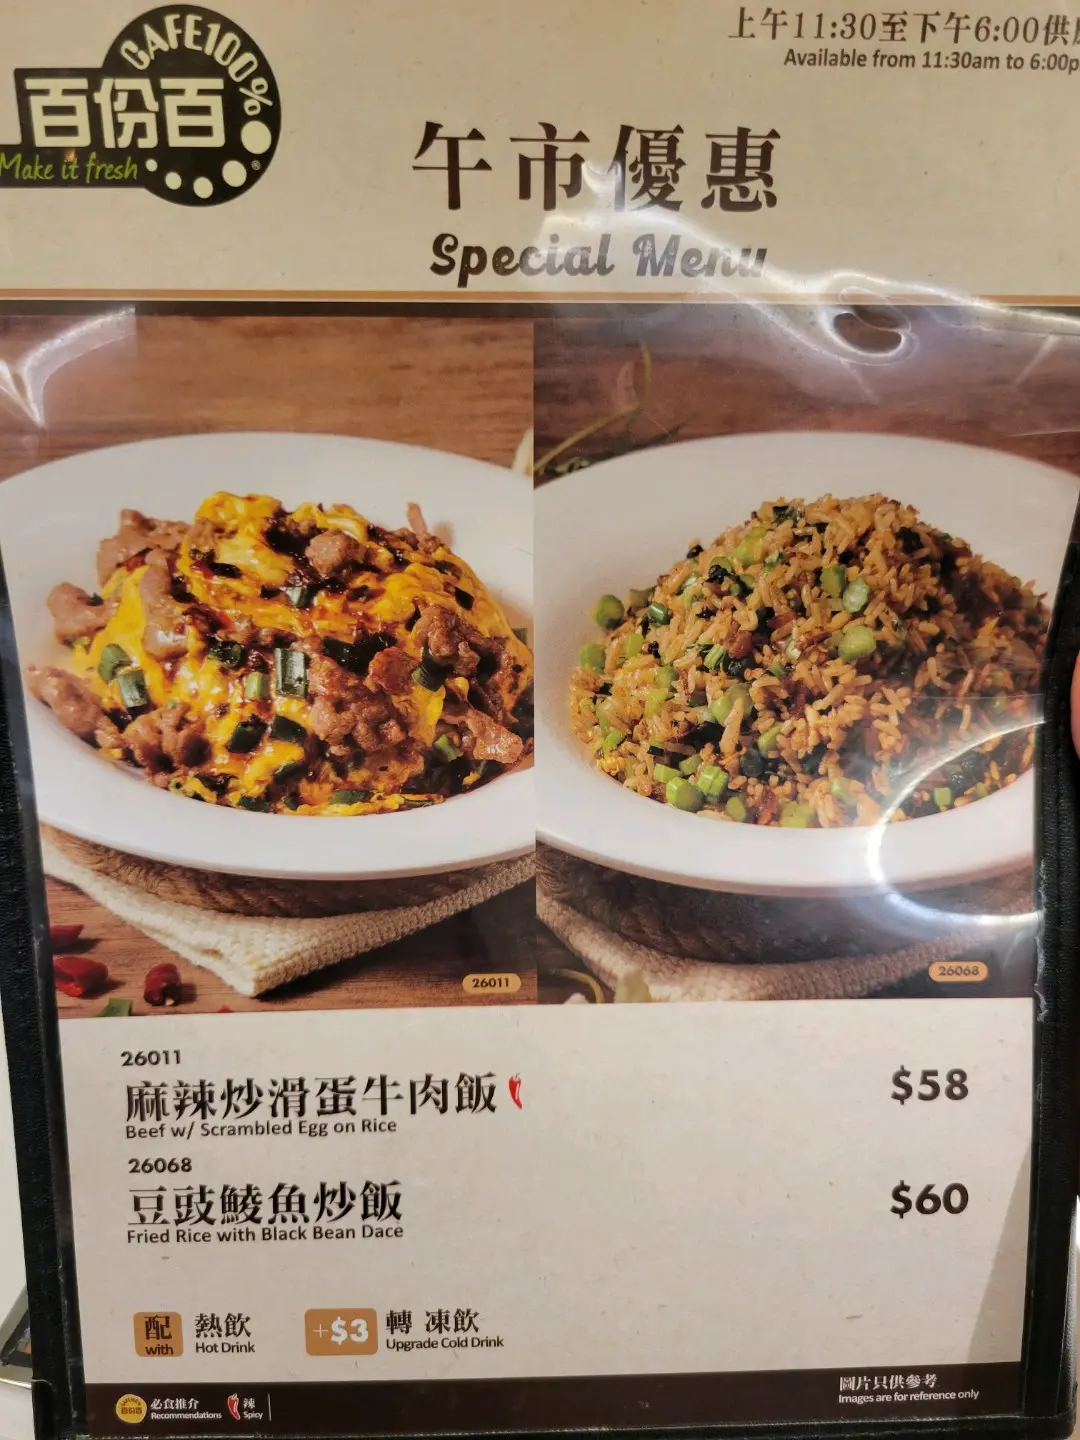 CAFE100%
百份百
Make it fresh
上午11:30至下午6:00供
Available from 11:30am to 6:00p
午市優惠
Special Menu
26011
26068
26011
麻辣炒滑蛋牛肉飯
$58
Beef w/ Scrambled Egg on Rice
26068
豆豉鯪魚炒飯
$60
Fried Rice with Black Bean Dace
配 熱飲
with Hot Drink
+$3 轉 凍飲
Upgrade Cold Drink
必食推介
Recommendations
辣
Spicy
圖片只供參考
Images are for reference only